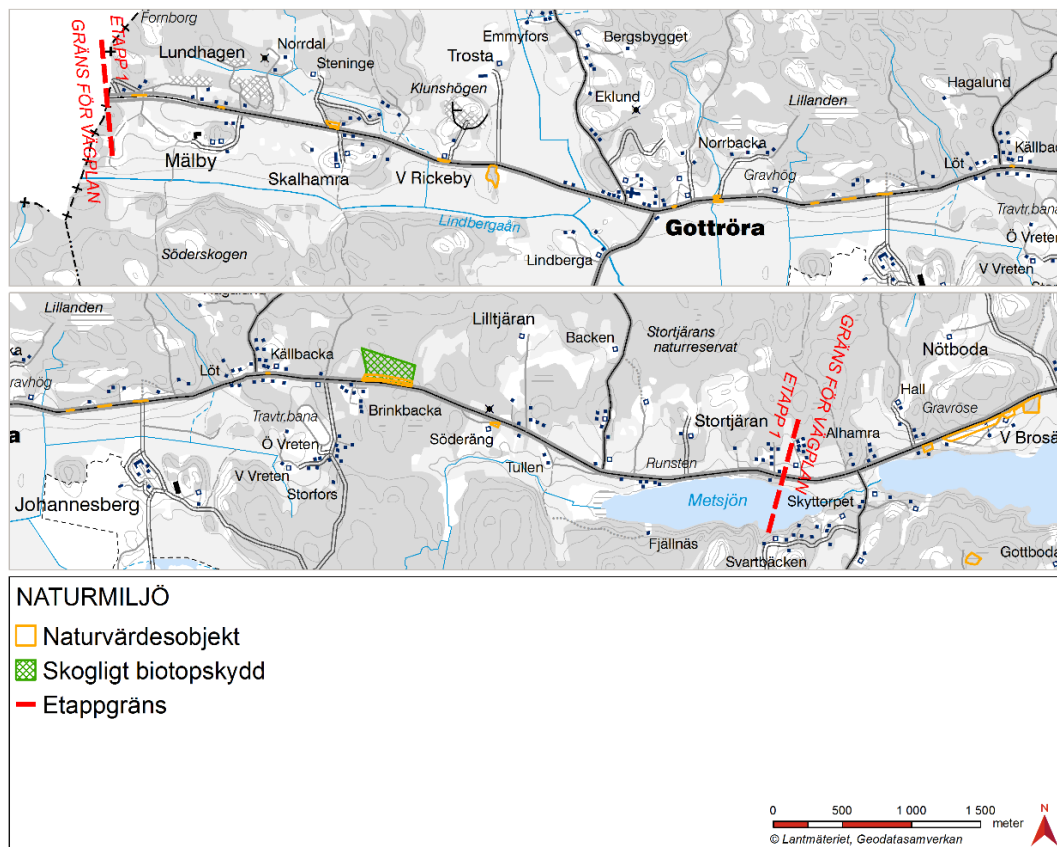 Fornborg
ETAPP 1
GRÄNS FÖR VÄGPLAN
Lundhagen
Norrdal
Steninge
Trosta
Klunshögen
Emmyfors
Bergsbygget
Eklund
Lillanden
Hagalund
Mälby
Skalhamra
V Rickeby
Norrbacka
Gravhög
Löt
Källbac
Lindbergaån
Gottröra
Travtr.bana
Ö Vreten
V Vreten
Söderskogen
Lindberga
Lillanden
Källbacka
Löt
ravhög
Lilltjäran
Backen
Stortjärans
naturreservat
GRÄNS FÖR VÄGPLAN
ETAPP 1
Nötboda
Hall
Gravröse
Brinkbacka
Travtr.bana
Söderäng
Stortjäran
Alhamra
V Brosä
a
Ö Vreten
V Vreten
Storfors
Tullen
Runsten
Johannesberg
Metsjön
Skyttorpet
Fjällnäs
Svartbäcken
Gottboda
NATURMILJÖ
Naturvärdesobjekt
Skogligt biotopskydd
Etappgräns
0 500 1 000 1 500
meter
N
© Lantmäteriet, Geodatasamverkan